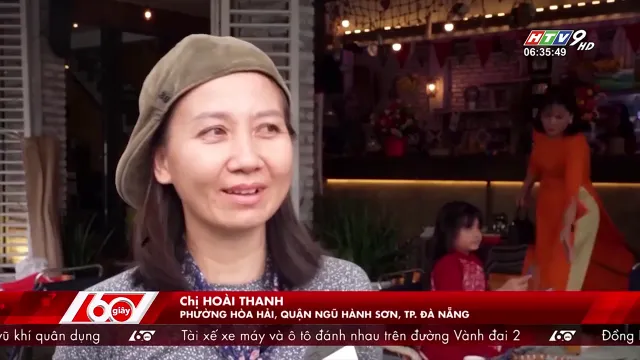 HTV9 HD
06:35:49
Chị HOÀI THANH
PHƯỜNG HÒA HẢI, QUẬN NGŨ HÀNH SƠN, TP. ĐÀ NẴNG
60 giây
vũ khí quân dụng Tài xế xe máy và ô tô đánh nhau trên đường Vành đai 2 Đồng